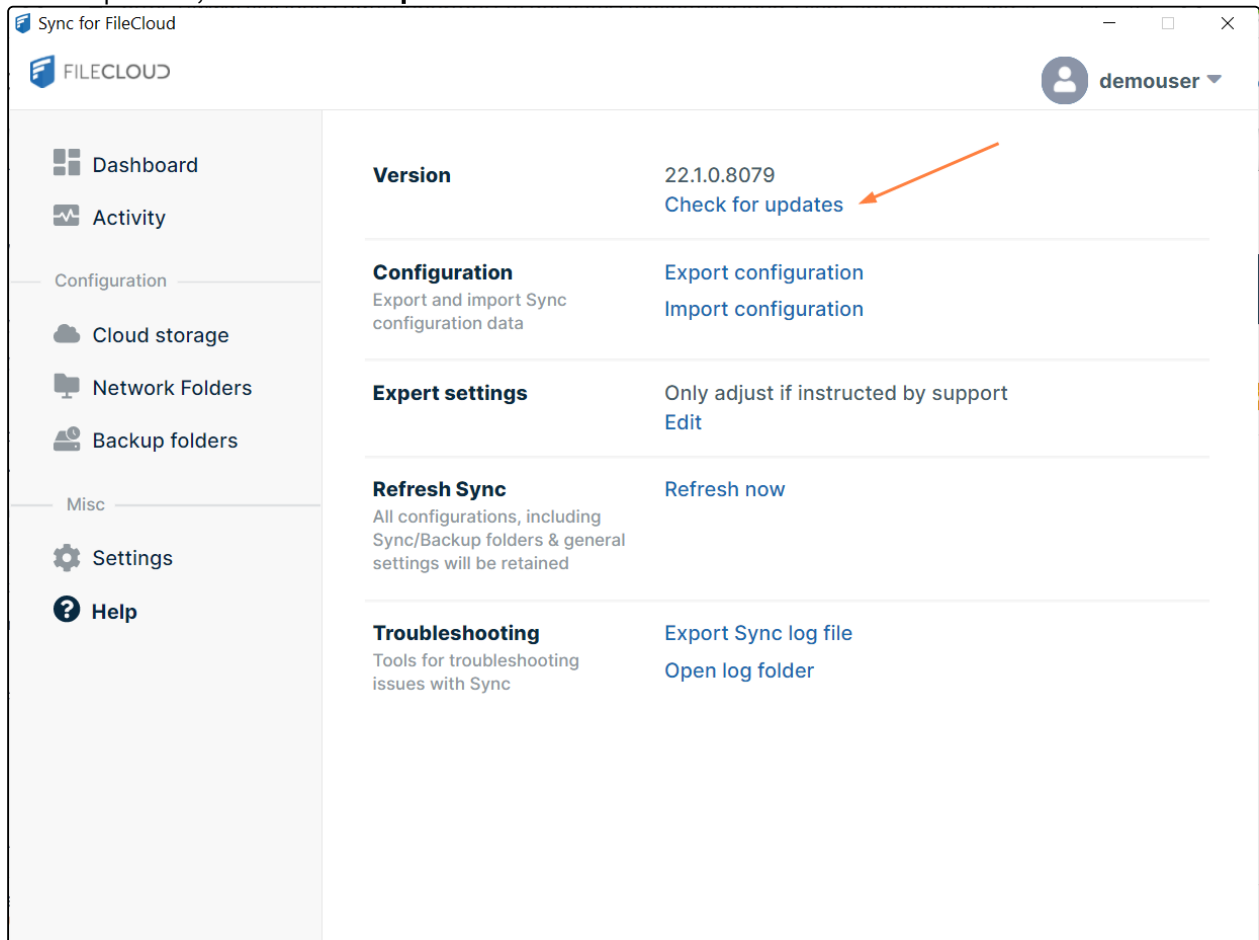 Sync for FileCloud
FILECLOUD
demouser
Dashboard
Activity
Configuration
Cloud storage
Network Folders
Backup folders
Misc
Settings
Help
Version
22.1.0.8079
Check for updates
Configuration
Export and import Sync
configuration data
Export configuration
Import configuration
Expert settings
Only adjust if instructed by support
Edit
Refresh Sync
All configurations, including
Sync/Backup folders & general
settings will be retained
Refresh now
Troubleshooting
Tools for troubleshooting
issues with Sync
Export Sync log file
Open log folder